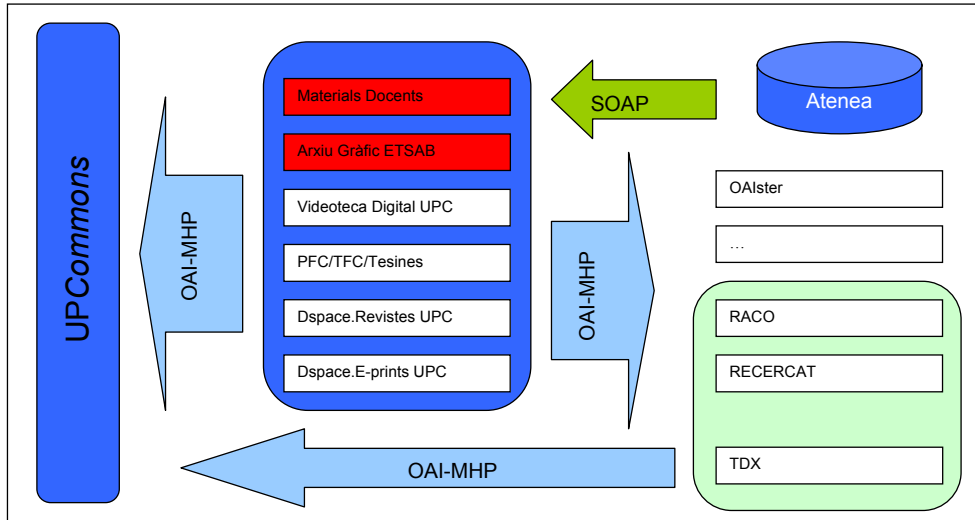 UPCommons
OAI-MHP
Materials Docents
Arxiu Gràfic ETSAB
Videoteca Digital UPC
PFC/TFC/Tesines
Dspace.Revistes UPC
Dspace.E-prints UPC
SOAP
Atenea
OAI-MHP
OAIster
...
RACO
RECERCAT
TDX
OAI-MHP